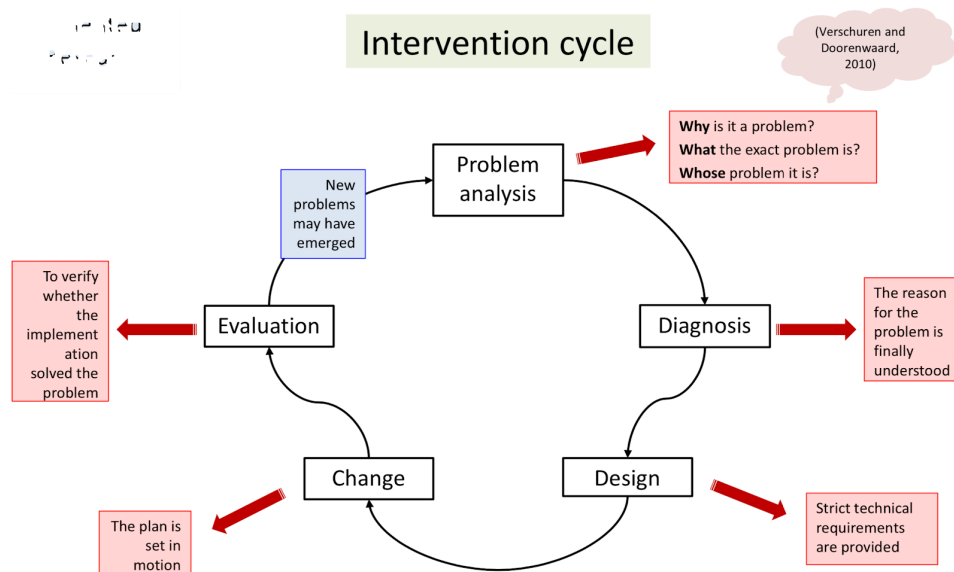 Intervention cycle
(Verschuren and
Doorenwaard,
2010)
Why is it a problem?
What the exact problem is?
Whose problem it is?
Problem
analysis
New
problems
may have
emerged
To verify
whether
the
implement
ation
solved the
problem
Evaluation
Diagnosis
The reason
for the
problem is
finally
understood
Change
Design
The plan is
set in
motion
Strict technical
requirements
are provided